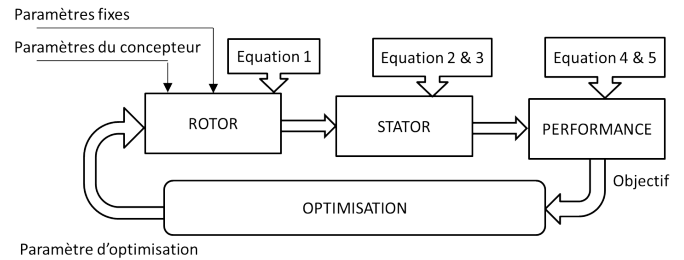 Paramètres fixes
Paramètres du concepteur
Equation 1
Equation 2 & 3
Equation 4 & 5
ROTOR
STATOR
PERFORMANCE
Objectif
OPTIMISATION
Paramètre d'optimisation